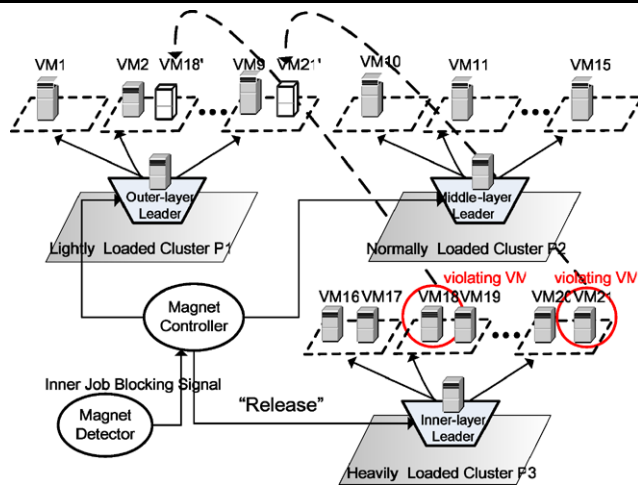 VM1 VM2 VM18' VM9 VM21' VM10 VM11 VM15
Outer-layer
Leader
Middle-layer
Leader
Lightly Loaded Cluster P1
Normally Loaded Cluster P2
violating VM violating VM
VM16 VM17 VM18 VM19 VM20 VM21
Magnet
Controller
Inner Job Blocking Signal
Magnet
Detector
“Release”
Inner-layer
Leader
Heavily Loaded Cluster P3